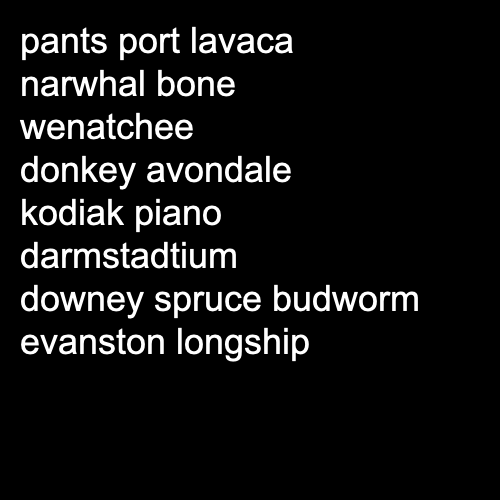 pants port lavaca
narwhal bone
wenatchee
donkey avondale
kodiak piano
darmstadtium
downey spruce budworm
evanston longship